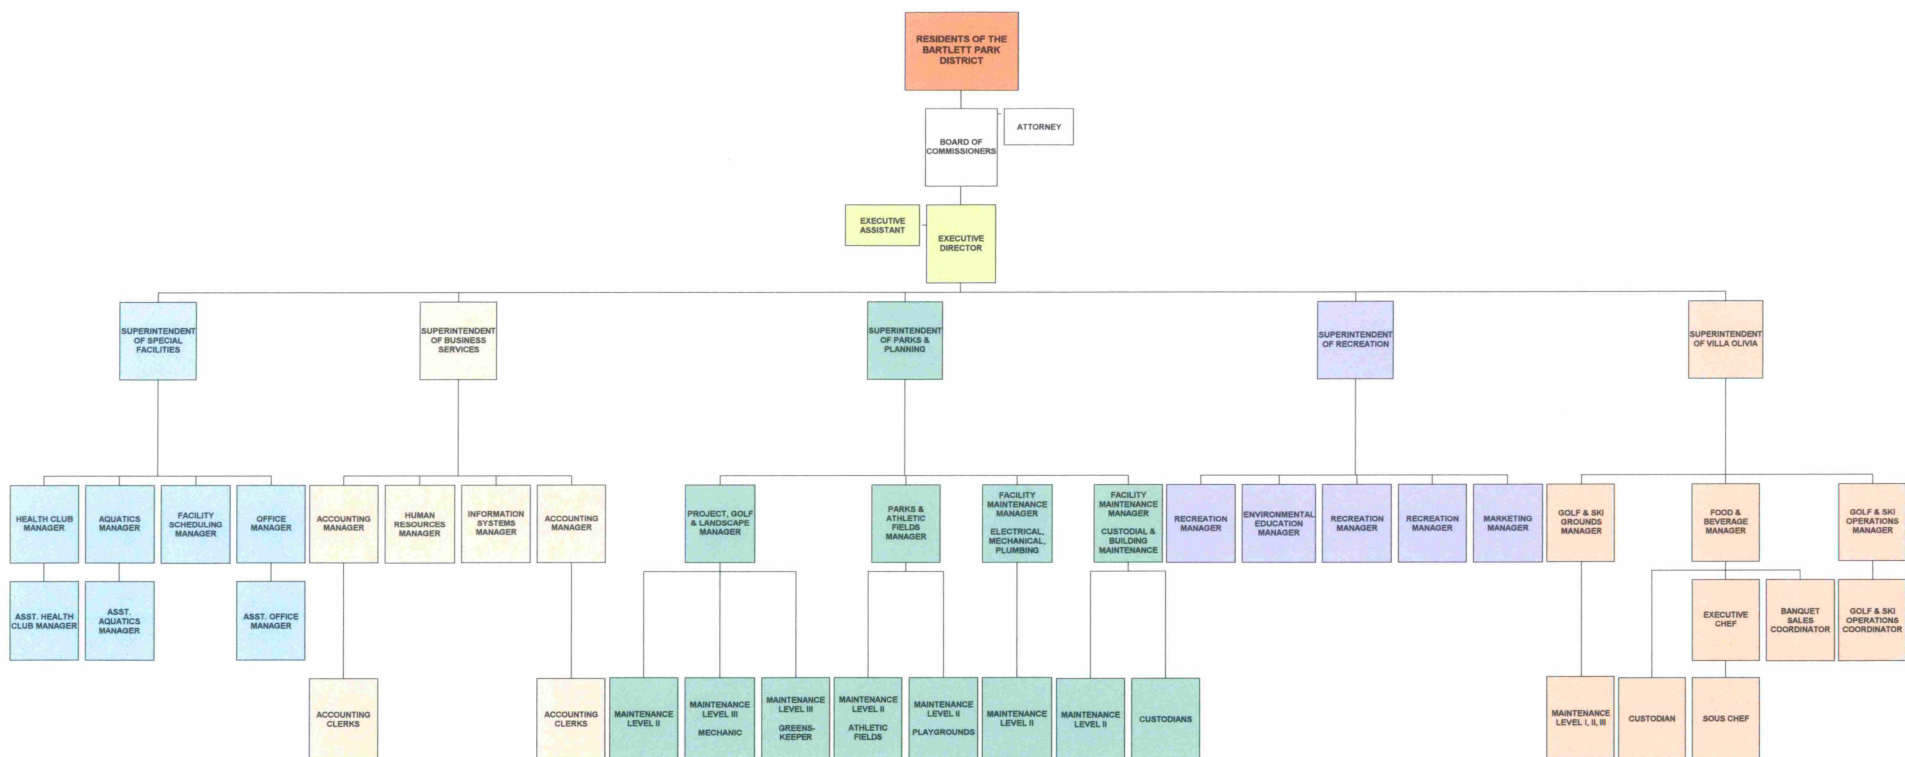 RESIDENTS OF THE
BARTLETT PARK
DISTRICT
BOARD OF
COMMISSIONERS
ATTORNEY
EXECUTIVE
ASSISTANT
EXECUTIVE
DIRECTOR
SUPERINTENDENT
OF SPECIAL
FACILITIES
SUPERINTENDENT
OF BUSINESS
SERVICES
SUPERINTENDENT
OF PARKS &
PLANNING
SUPERINTENDENT
OF RECREATION
SUPERINTENDENT
OF VILLA OLIVIA
HEALTH CLUB
MANAGER
AQUATICS
MANAGER
FACILITY
SCHEDULING
MANAGER
OFFICE
MANAGER
ACCOUNTING
MANAGER
HUMAN
RESOURCES
MANAGER
INFORMATION
SYSTEMS
MANAGER
ACCOUNTING
MANAGER
PROJECT, GOLF
& LANDSCAPE
MANAGER
PARKS &
ATHLETIC
FIELDS
MANAGER
FACILITY
MAINTENANCE
MANAGER
ELECTRICAL,
MECHANICAL,
PLUMBING
FACILITY
MAINTENANCE
MANAGER
CUSTODIAL &
BUILDING
MAINTENANCE
RECREATION
MANAGER
ENVIRONMENTAL
EDUCATION
MANAGER
RECREATION
MANAGER
RECREATION
MANAGER
MARKETING
MANAGER
GOLF & SKI
GROUNDS
MANAGER
FOOD &
BEVERAGE
MANAGER
GOLF & SKI
OPERATIONS
MANAGER
ASST. HEALTH
CLUB MANAGER
ASST.
AQUATICS
MANAGER
ASST. OFFICE
MANAGER
EXECUTIVE
CHEF
BANQUET
SALES
COORDINATOR
GOLF & SKI
OPERATIONS
COORDINATOR
ACCOUNTING
CLERKS
ACCOUNTING
CLERKS
MAINTENANCE
LEVEL II
MAINTENANCE
LEVEL III
MECHANIC
MAINTENANCE
LEVEL III
GREENS-
KEEPER
MAINTENANCE
LEVEL II
ATHLETIC
FIELDS
MAINTENANCE
LEVEL II
PLAYGROUNDS
MAINTENANCE
LEVEL II
MAINTENANCE
LEVEL II
CUSTODIANS
MAINTENANCE
LEVEL I, II, III
CUSTODIAN
SOUS CHEF